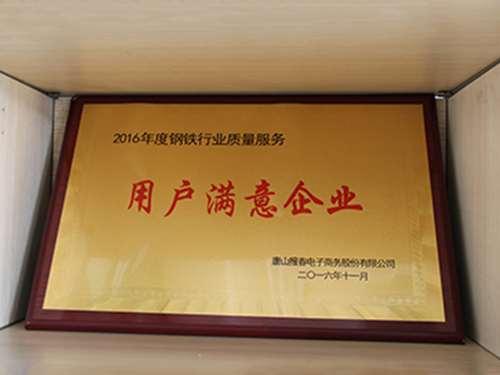 2016年度钢铁行业质量服务
用户满意企业
唐山报春电子商务股份有限公司
二〇一六年十一月